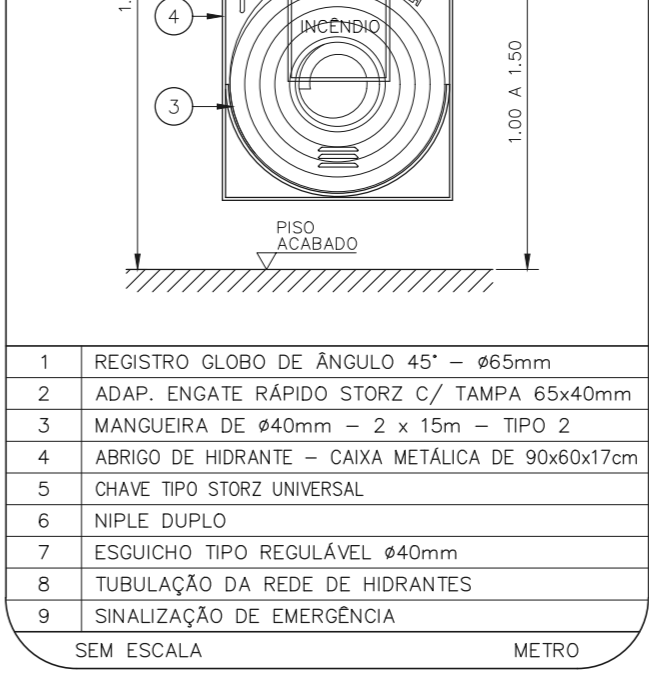 4
INCÊNDIO
3
1.00 A 1.50
PISO
ACABADO
1 REGISTRO GLOBO DE ÂNGULO 45° – ø65mm
2 ADAP. ENGATE RÁPIDO STORZ C/ TAMPA 65x40mm
3 MANGUEIRA DE ø40mm – 2 x 15m – TIPO 2
4 ABRIGO DE HIDRANTE – CAIXA METÁLICA DE 90x60x17cm
5 CHAVE TIPO STORZ UNIVERSAL
6 NIPLE DUPLO
7 ESGUICHO TIPO REGULÁVEL ø40mm
8 TUBULAÇÃO DA REDE DE HIDRANTES
9 SINALIZAÇÃO DE EMERGÊNCIA
SEM ESCALA METRO